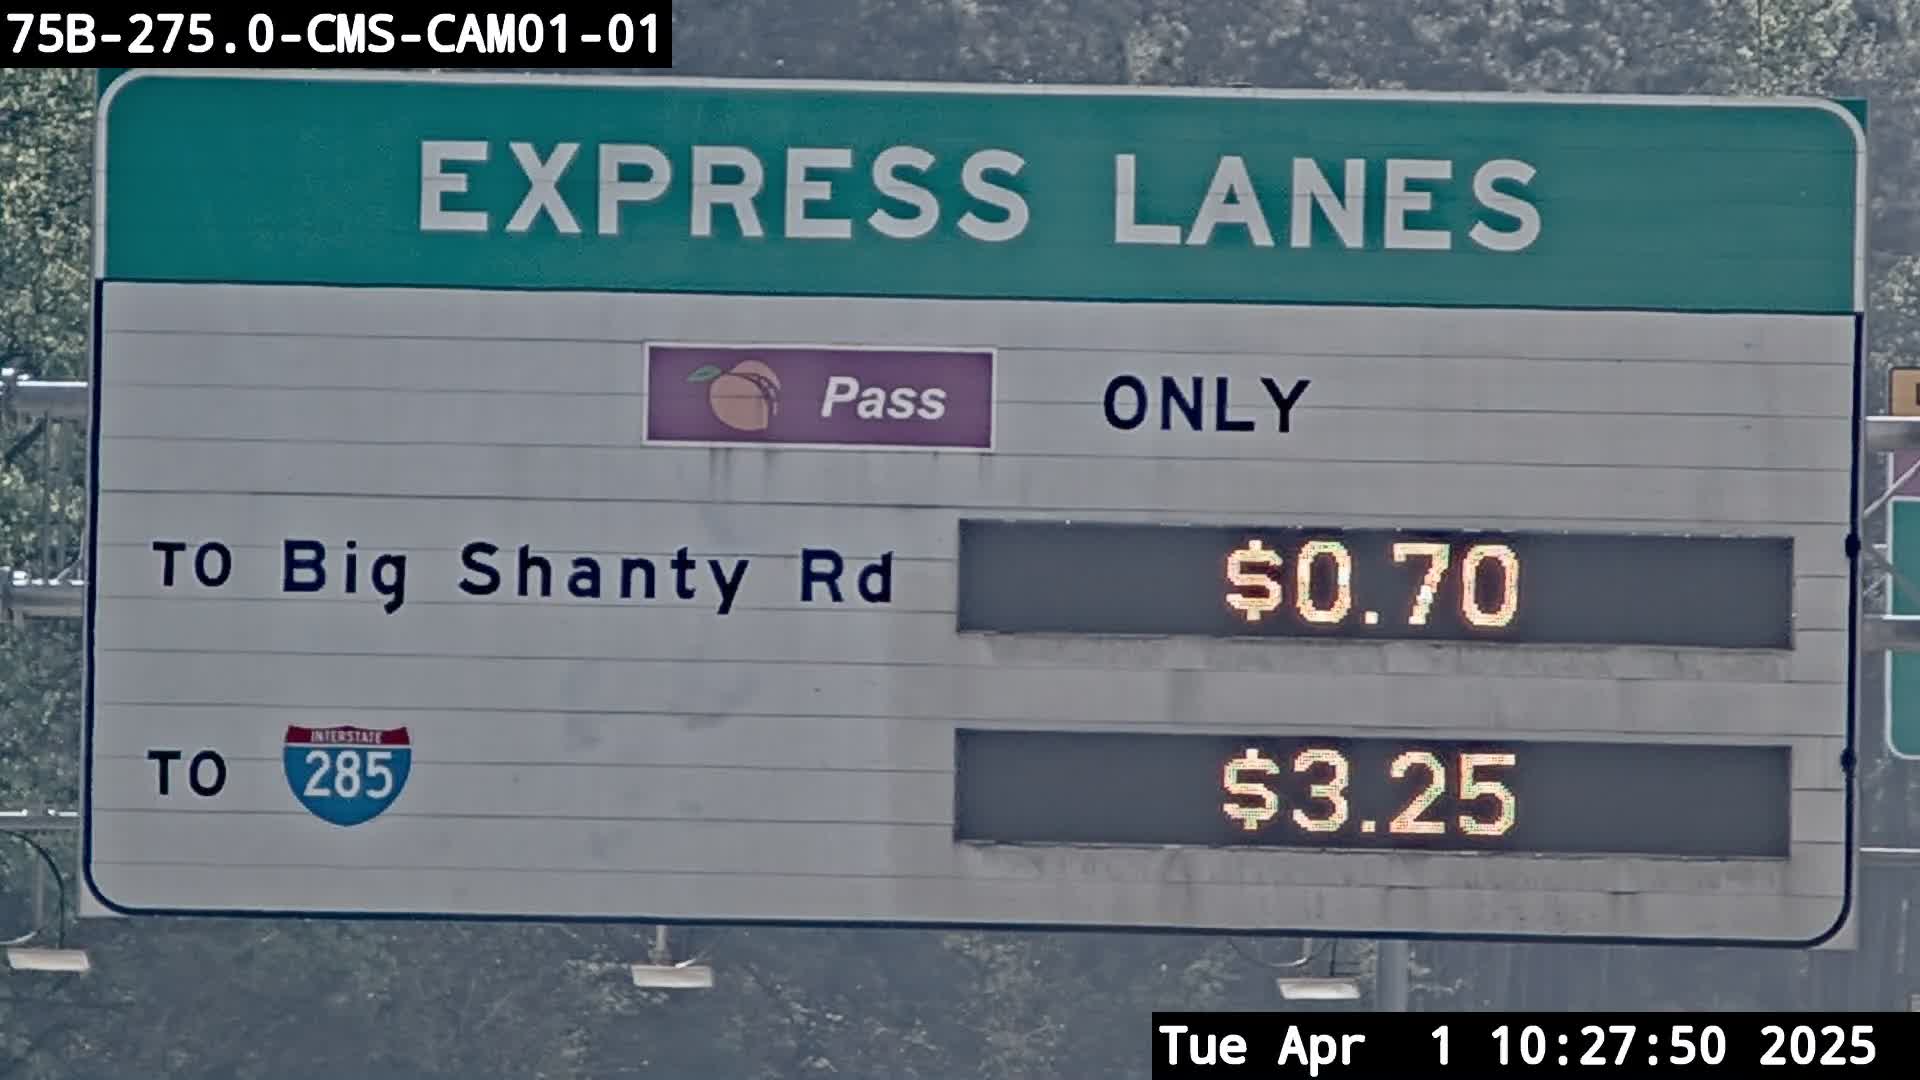 75B-275.0-CMS-CAM01-01
EXPRESS LANES
Pass ONLY
TO Big Shanty Rd $0.70
INTERSTATE
TO 285 $3.25
Tue Apr 1 10:27:50 2025